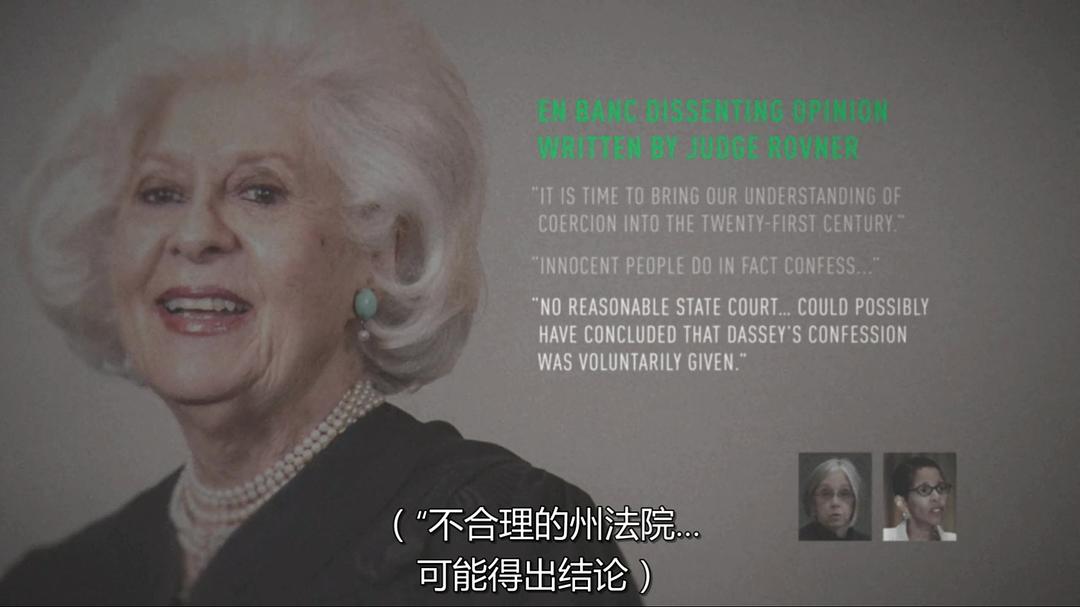 EN BANC DISSENTING OPINION
WRITTEN BY JUDGE ROVNER
"IT IS TIME TO BRING OUR UNDERSTANDING OF
COERCION INTO THE TWENTY-FIRST CENTURY."
"INNOCENT PEOPLE DO IN FACT CONFESS..."
"NO REASONABLE STATE COURT... COULD POSSIBLY
HAVE CONCLUDED THAT DASSEY'S CONFESSION
WAS VOLUNTARILY GIVEN."
（“不合理的州法院...
可能得出结论）